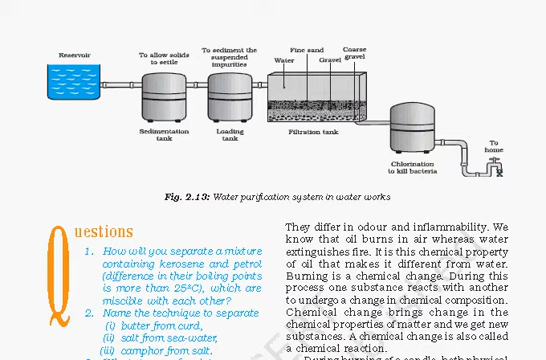 Reservoir
To allow solids
to settle
To sediment the
suspended
impurities
Water
Fine sand
Gravel
Coarse
gravel
Sedimentation
tank
Loading
tank
Filtration tank
Chlorination
to kill bacteria
To
home
Fig. 2.13: Water purification system in water works
Questions
1. How will you separate a mixture
containing kerosene and petrol
(difference in their boiling points
is more than 25ºC), which are
miscible with each other?
2. Name the technique to separate
(i) butter from curd,
(ii) salt from sea-water,
(iii) camphor from salt.
They differ in odour and inflammability. We
know that oil burns in air whereas water
extinguishes fire. It is this chemical property
of oil that makes it different from water.
Burning is a chemical change. During this
process one substance reacts with another
to undergo a change in chemical composition.
Chemical change brings change in the
chemical properties of matter and we get new
substances. A chemical change is also called
a chemical reaction.
During burning of a candle, both physical